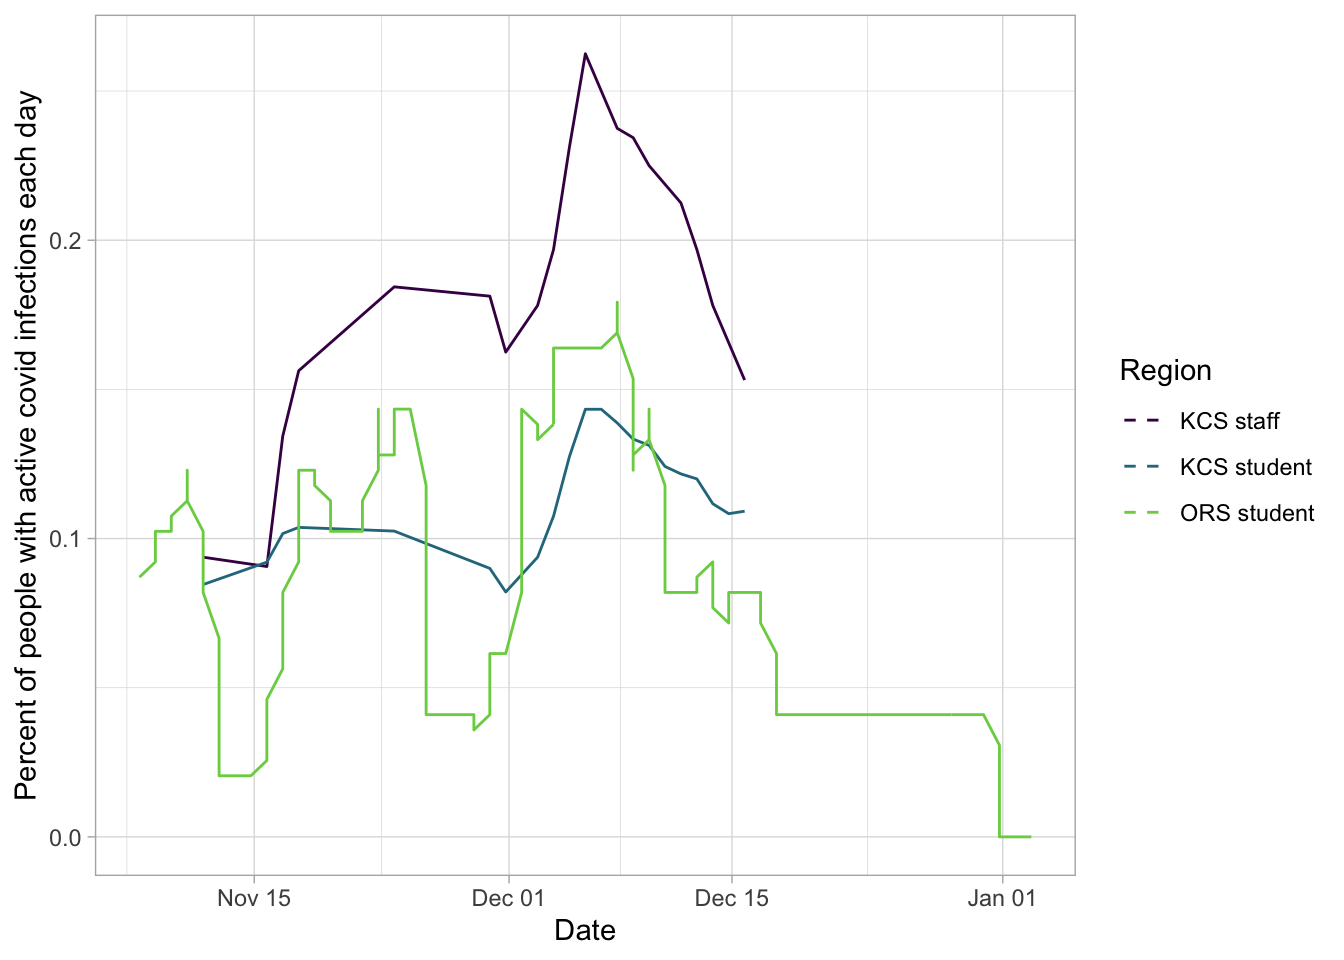 Percent of people with active covid infections each day
0.2
0.1
0.0
Nov 15
Dec 01
Dec 15
Jan 01
Date
Region
KCS staff
KCS student
ORS student